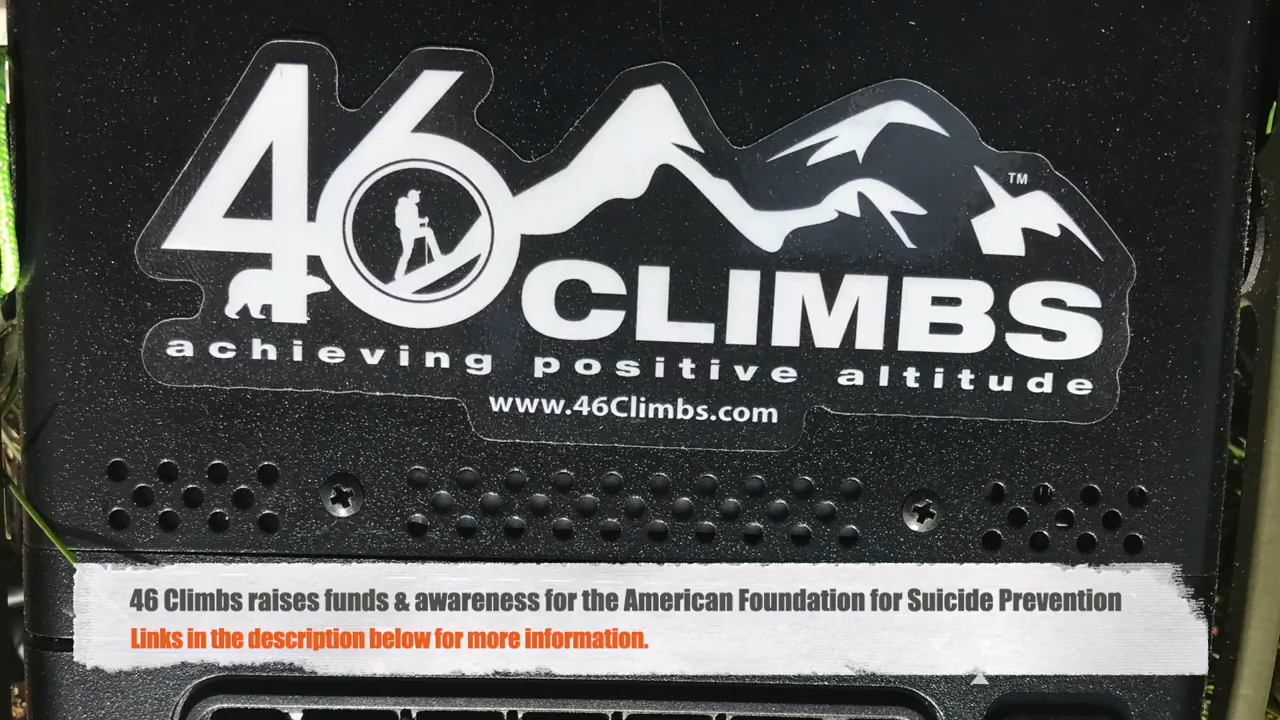 46 CLIMBS
TM
achieving positive altitude
www.46Climbs.com
46 Climbs raises funds & awareness for the American Foundation for Suicide Prevention
Links in the description below for more information.